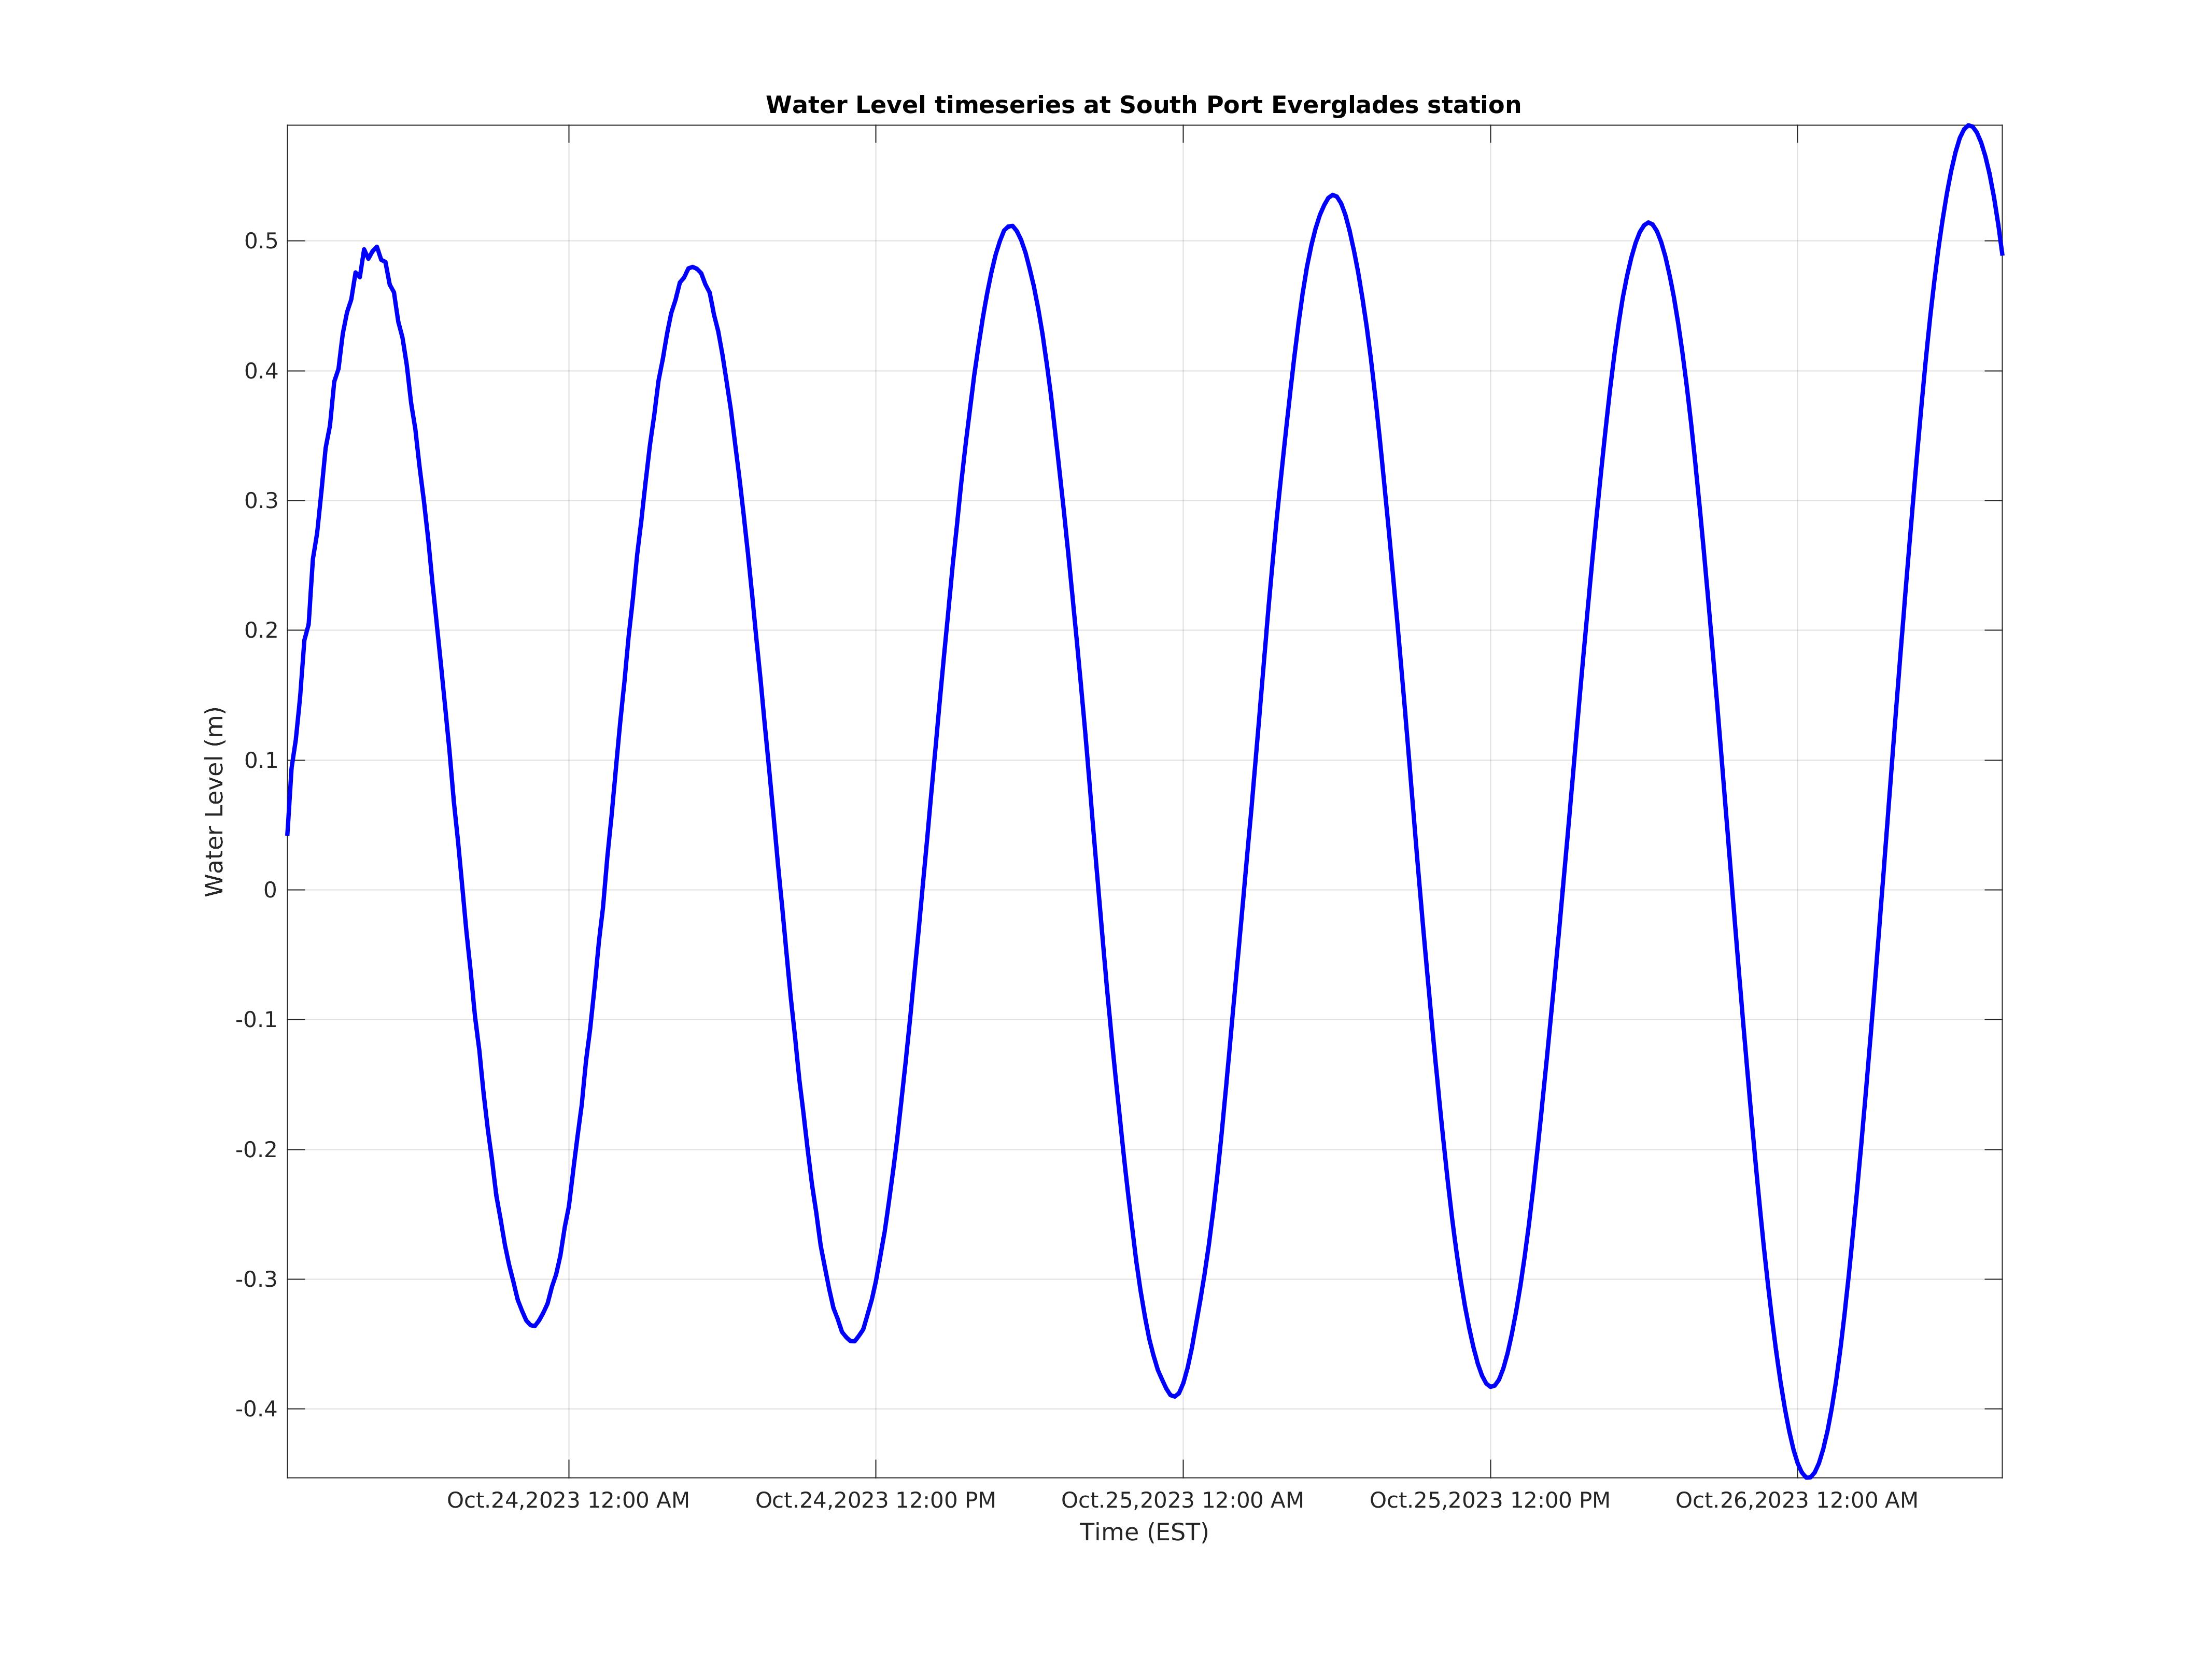 Water Level timeseries at South Port Everglades station
Water Level (m)
0.5
0.4
0.3
0.2
0.1
0
-0.1
-0.2
-0.3
-0.4
Oct.24,2023 12:00 AM
Oct.24,2023 12:00 PM
Oct.25,2023 12:00 AM
Oct.25,2023 12:00 PM
Oct.26,2023 12:00 AM
Time (EST)